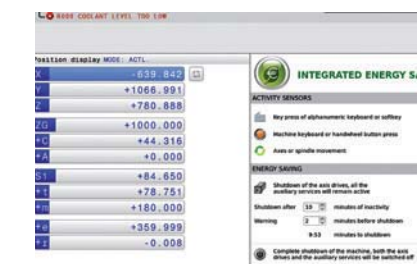 8008 COOLANT LEVEL TOO LOW
Position display MODE: ACTL.
X -639.842
Y +1066.991
Z +780.888
ZG +1000.000
*C +44.316
*A +0.000
S1 +84.650
*t +78.751
*m +180.000
*e +359.999
*z -0.008
INTEGRATED ENERGY SA
ACTIVITY SENSORS
Key press of alphanumeric keyboard or softkey
Machine keyboard or handwheel button press
Axes or spindle movement
ENERGY SAVING
Shutdown of the axis drives, all the
auxiliary services will remain active
Shutdown after 10 minutes of inactivity
Warning 2 minutes before shutdown
9:53 minutes to shutdown
Complete shutdown of the machine, both the axis
drives and the auxiliary services will be switched off